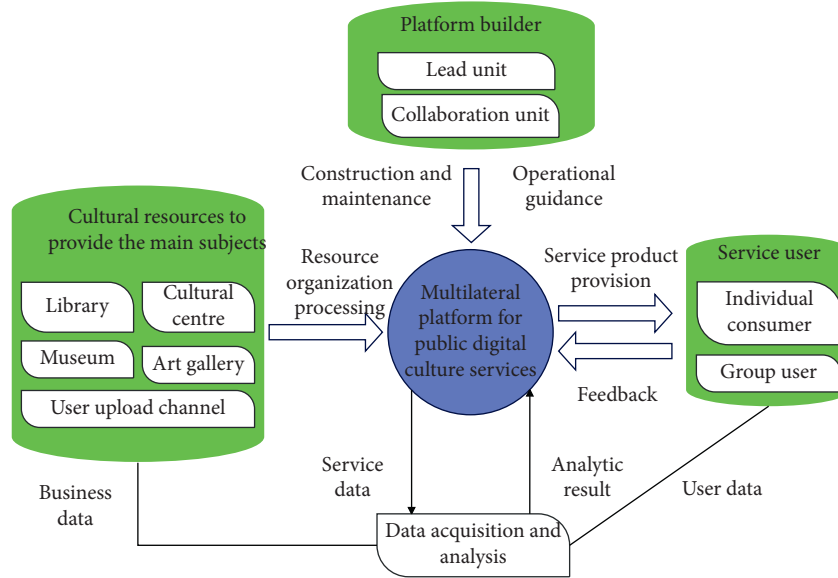 Platform builder
Lead unit
Collaboration unit
Construction and
maintenance
Operational
guidance
Cultural resources to
provide the main subjects
Library
Cultural
centre
Museum
Art gallery
User upload channel
Resource
organization
processing
Multilateral
platform for
public digital
culture services
Service product
provision
Feedback
Service user
Individual
consumer
Group user
Business
data
Service
data
Analytic
result
User data
Data acquisition and
analysis